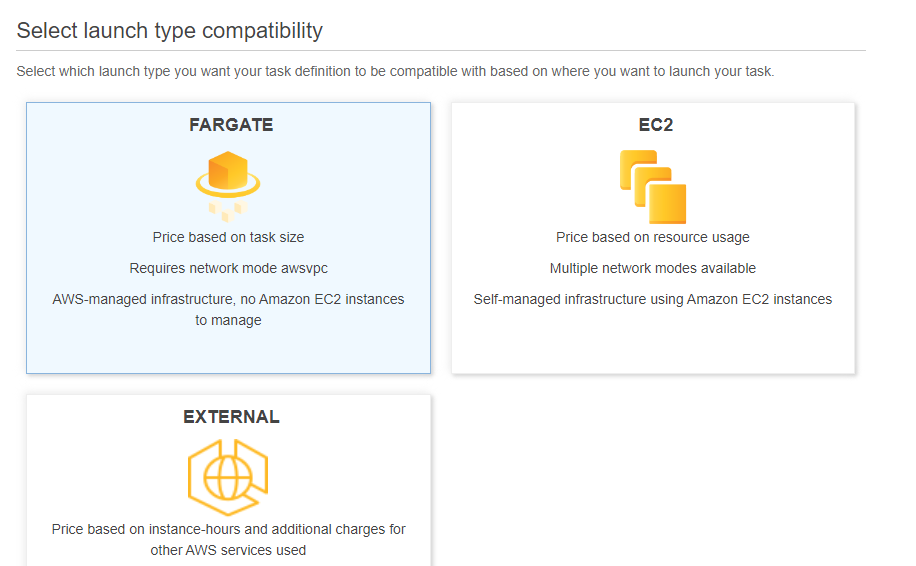 Select launch type compatibility
Select which launch type you want your task definition to be compatible with based on where you want to launch your task.
FARGATE
Price based on task size
Requires network mode awsvpc
AWS-managed infrastructure, no Amazon EC2 instances
to manage
EC2
Price based on resource usage
Multiple network modes available
Self-managed infrastructure using Amazon EC2 instances
EXTERNAL
Price based on instance-hours and additional charges for
other AWS services used